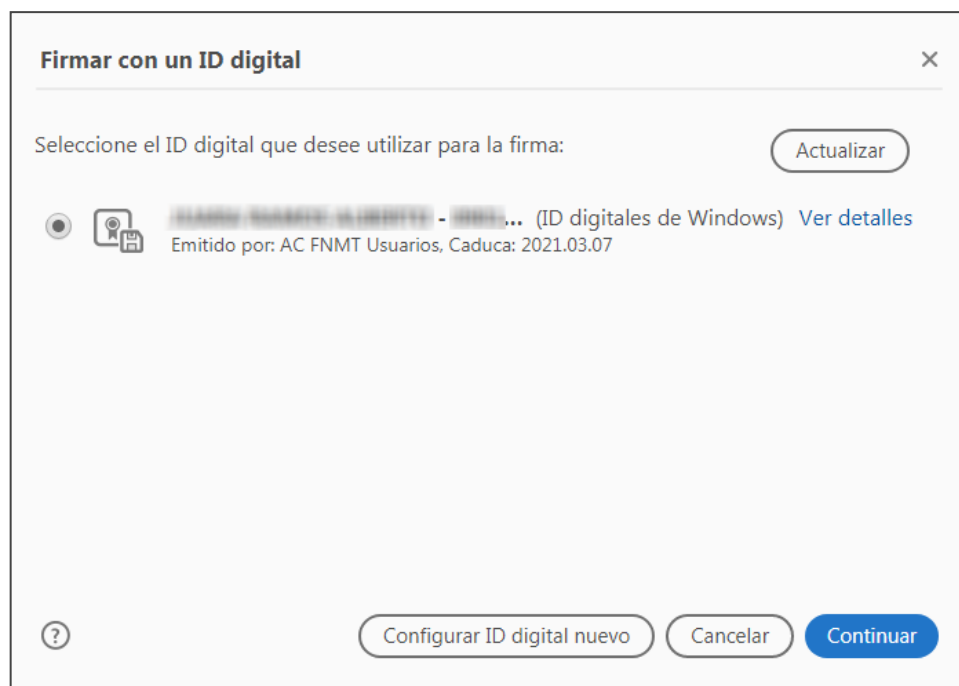 Firmar con un ID digital
Seleccione el ID digital que desee utilizar para la firma:
Actualizar
- ... (ID digitales de Windows) Ver detalles
Emitido por: AC FNMT Usuarios, Caduca: 2021.03.07
Configurar ID digital nuevo
Cancelar
Continuar